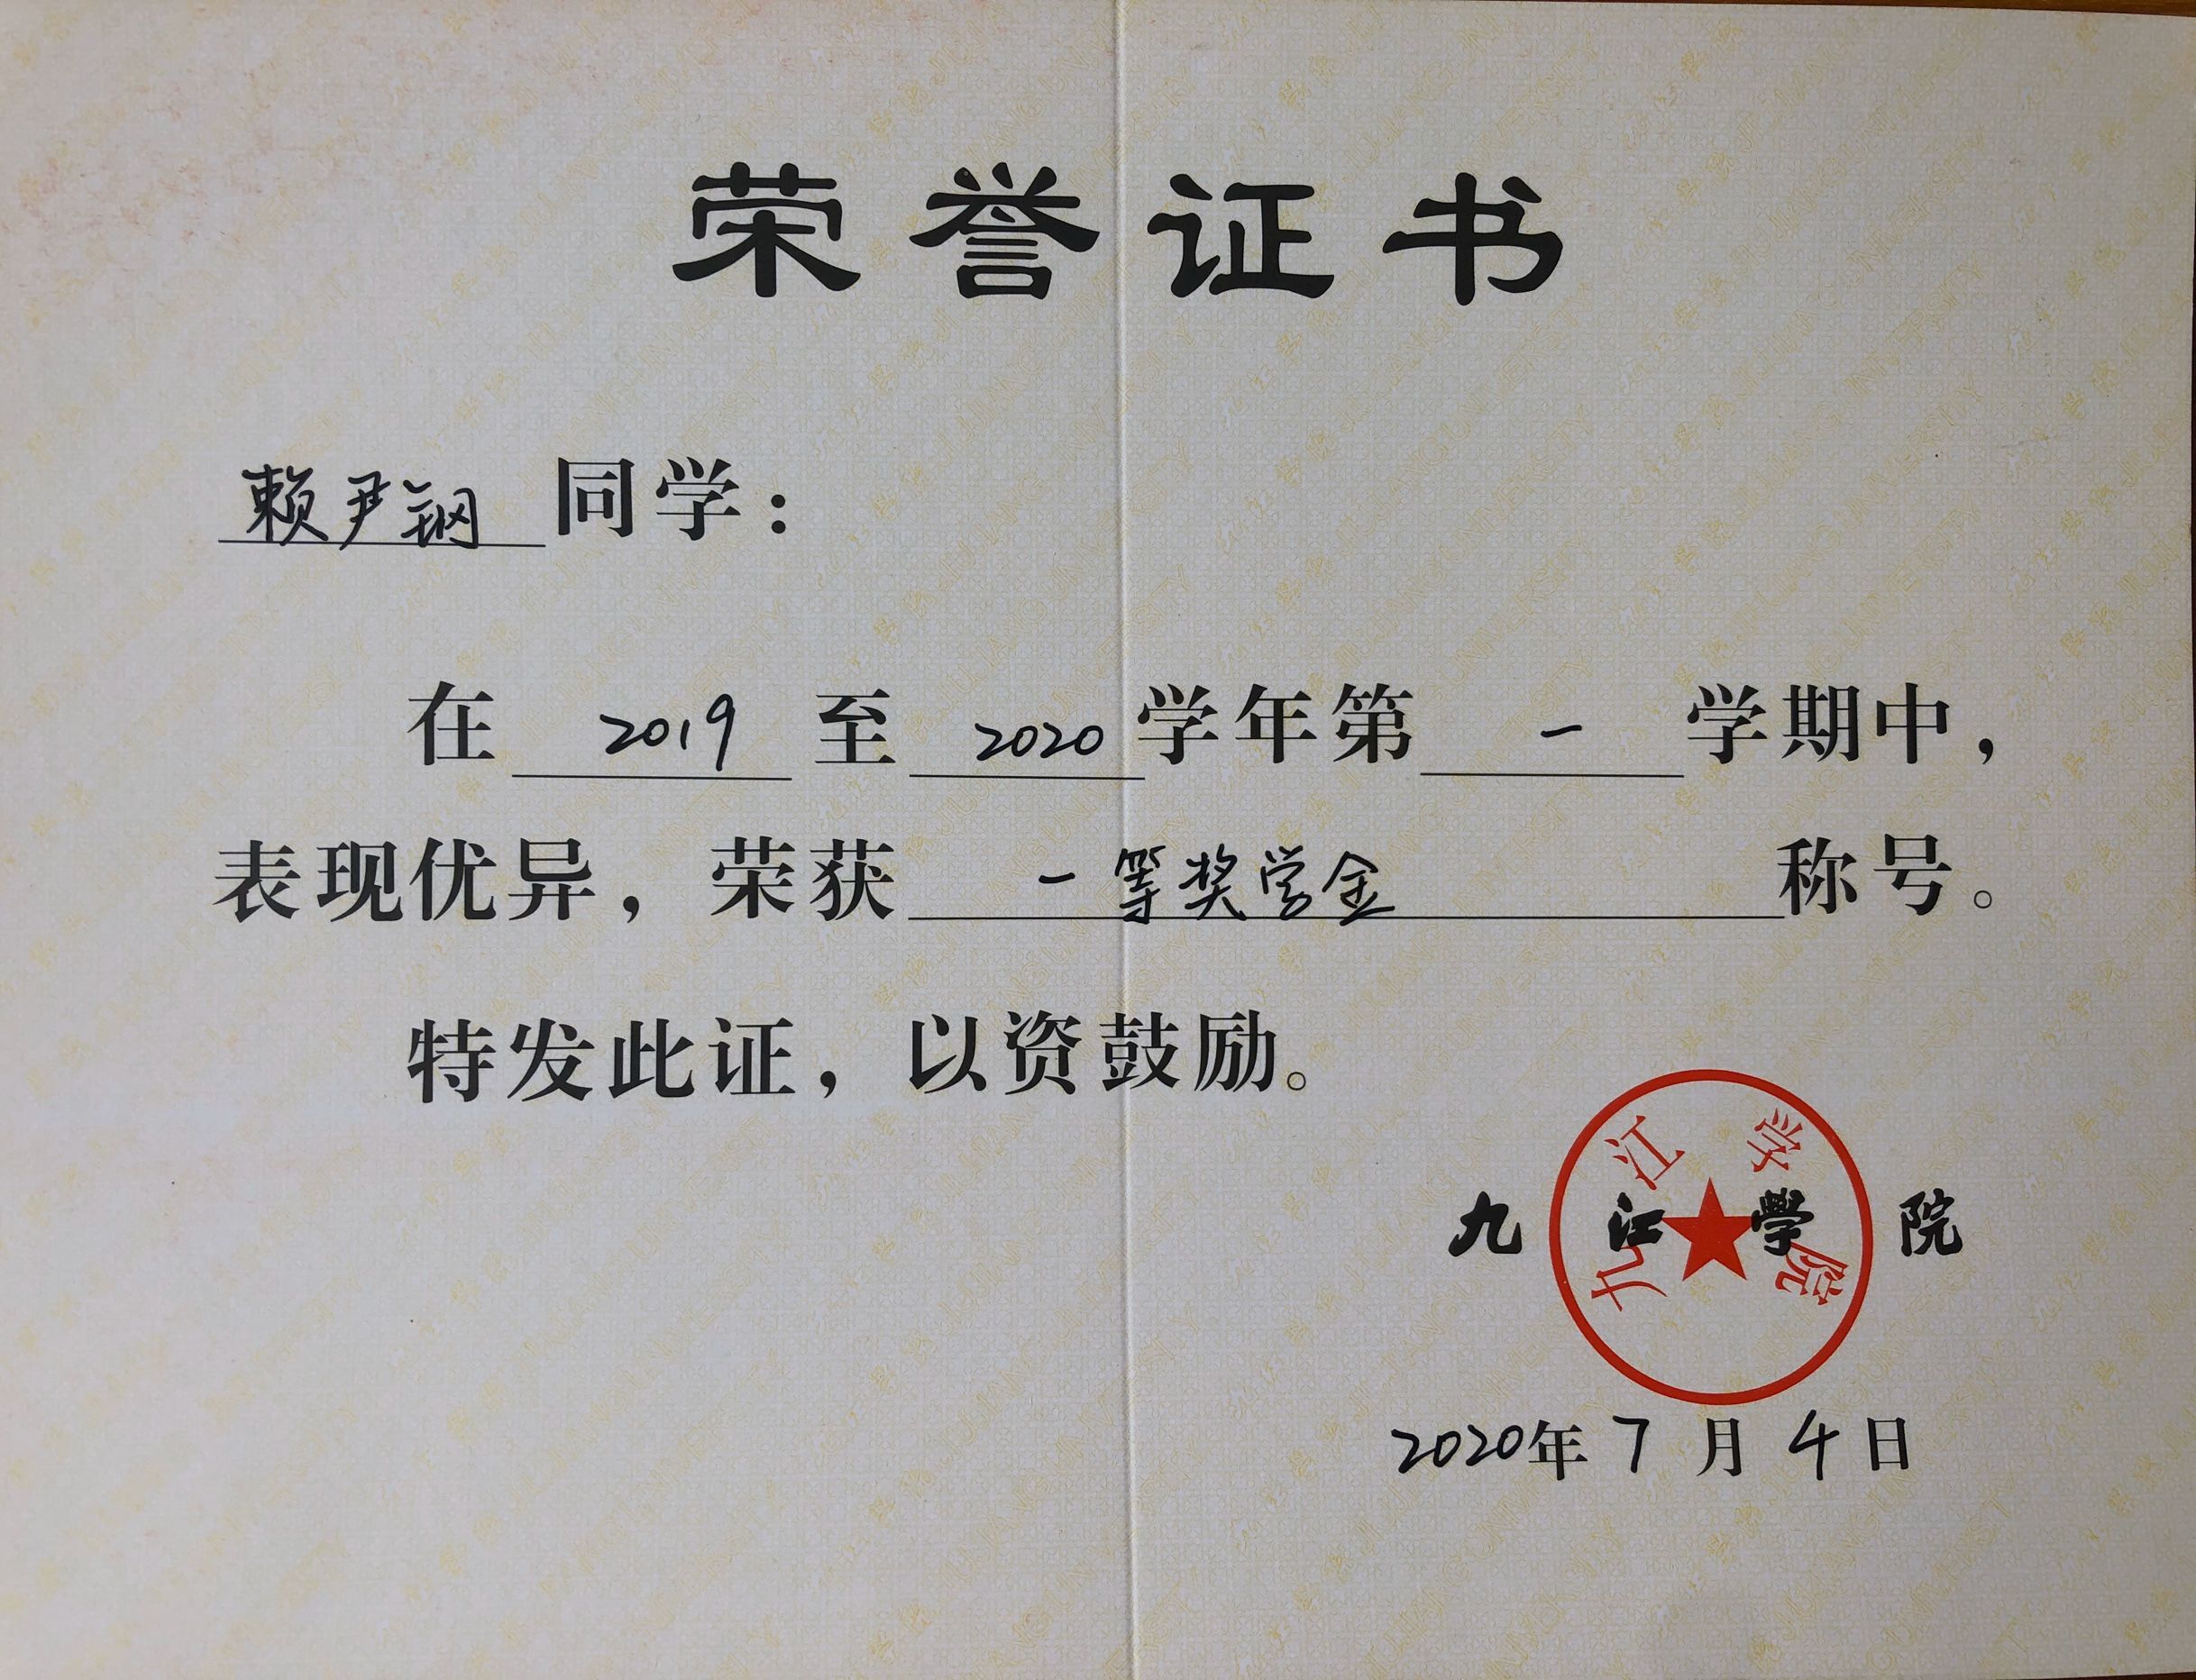 荣誉证书
赖尹钢同学：
在 2019 至 2020 学年第 一 学期中，
表现优异，荣获 一等奖学金 称号。
特发此证，以资鼓励。
九江学院
九江学院
2020年7月4日